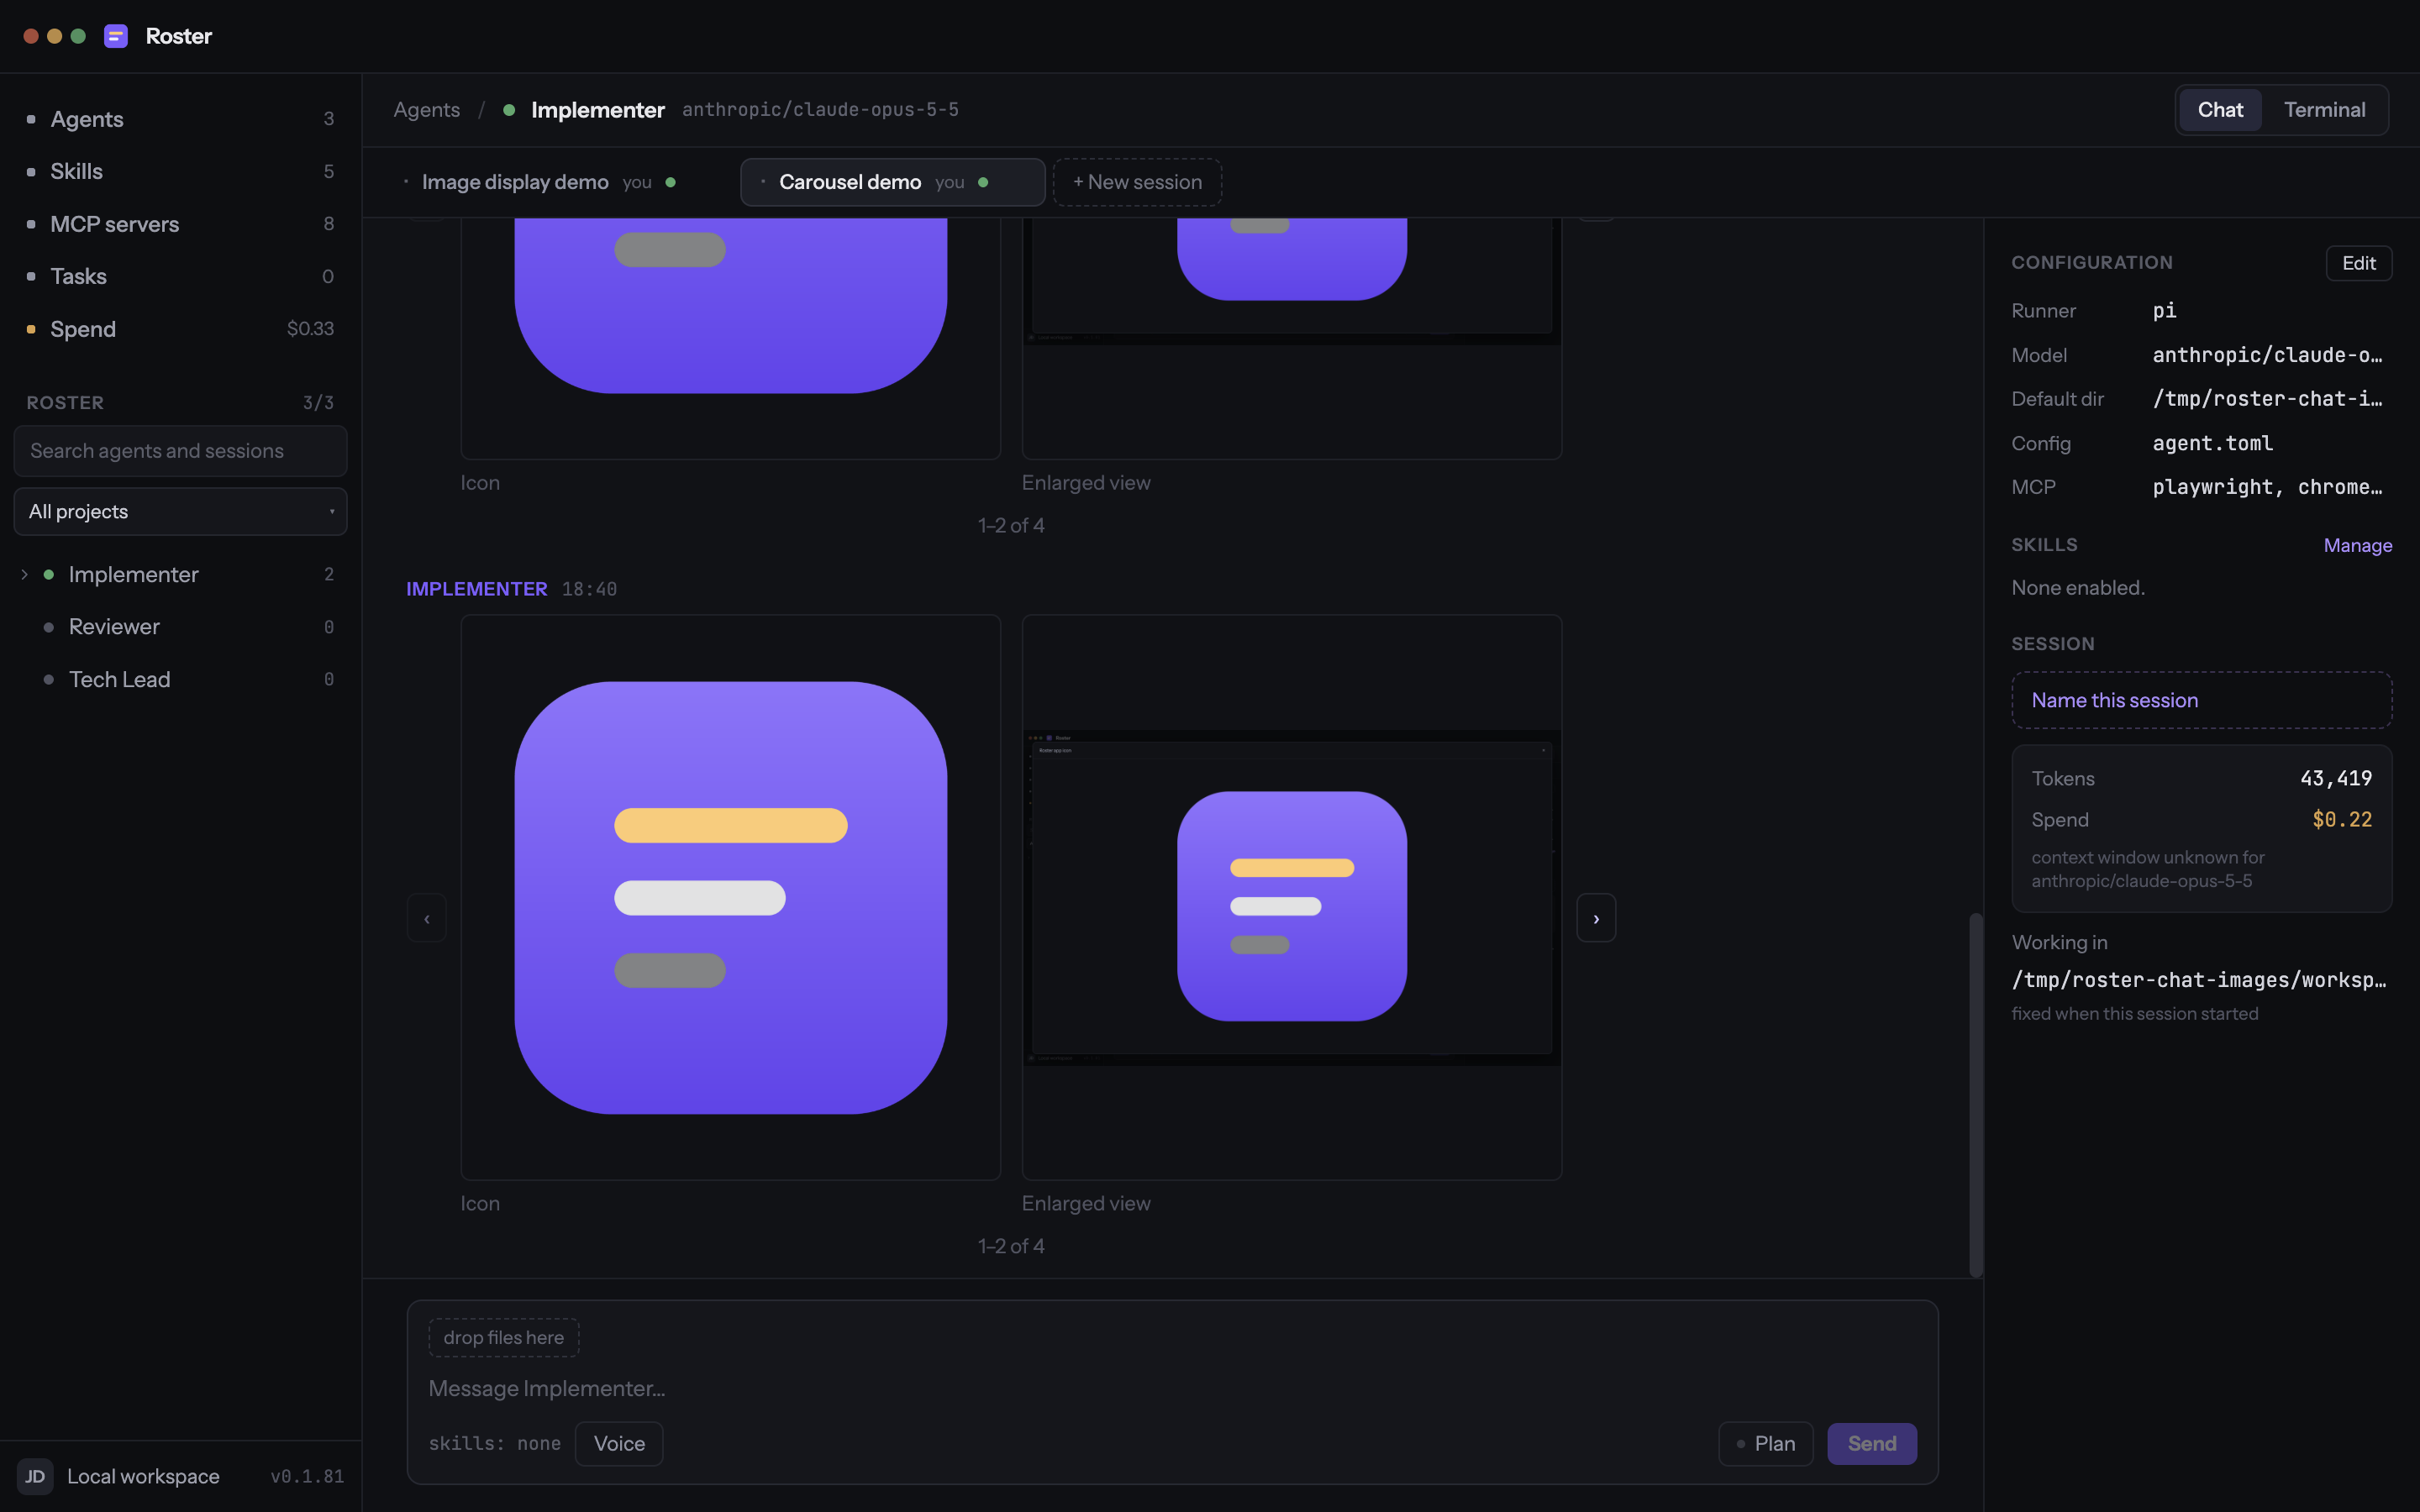 Roster
Agents 3
Skills 5
MCP servers 8
Tasks 0
Spend $0.33
ROSTER 3/3
Search agents and sessions
All projects
Implementer 2
Reviewer 0
Tech Lead 0
JD Local workspace v0.1.81
Agents / Implementer anthropic/claude-opus-5-5
Chat Terminal
Image display demo you
Carousel demo you
+ New session
Icon
Enlarged view
1–2 of 4
IMPLEMENTER 18:40
Roster
Roster app icon
‹
›
Icon
Enlarged view
1–2 of 4
drop files here
Message Implementer…
skills: none Voice
Plan Send
CONFIGURATION Edit
Runner pi
Model anthropic/claude-o…
Default dir /tmp/roster-chat-i…
Config agent.toml
MCP playwright, chrome…
SKILLS Manage
None enabled.
SESSION
Name this session
Tokens 43,419
Spend $0.22
context window unknown for
anthropic/claude-opus-5-5
Working in
/tmp/roster-chat-images/worksp…
fixed when this session started